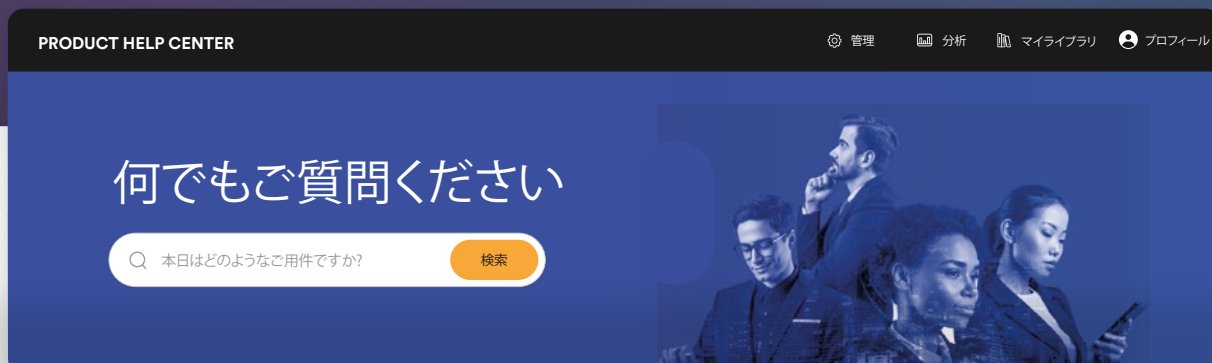 PRODUCT HELP CENTER
管理
分析
マイライブラリ
プロフィール
何でもご質問ください
本日はどのようなご用件ですか?
検索